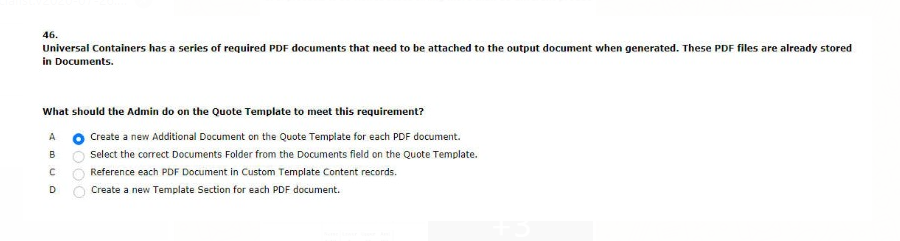 46.
Universal Containers has a series of required PDF documents that need to be attached to the output document when generated. These PDF files are already stored
in Documents.
What should the Admin do on the Quote Template to meet this requirement?
A Create a new Additional Document on the Quote Template for each PDF document.
B Select the correct Documents Folder from the Documents field on the Quote Template.
C Reference each PDF Document in Custom Template Content records.
D Create a new Template Section for each PDF document.